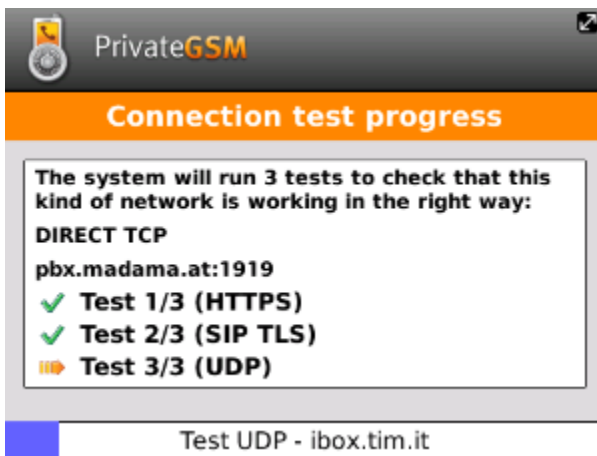 PrivateGSM
Connection test progress
The system will run 3 tests to check that this
kind of network is working in the right way:
DIRECT TCP
pbx.madama.at:1919
Test 1/3 (HTTPS)
Test 2/3 (SIP TLS)
Test 3/3 (UDP)
Test UDP - ibox.tim.it